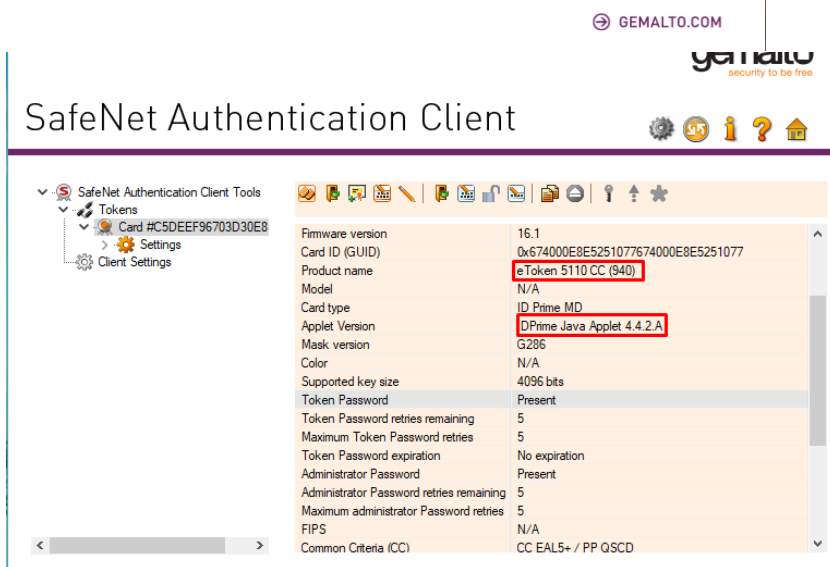 GEMALTO.COM
gemalto
security to be free
SafeNet Authentication Client
SafeNet Authentication Client Tools
Tokens
Card #C5DEEF96703D30E8
Settings
Client Settings
Firmware version 16.1
Card ID (GUID) 0x674000E8E5251077674000E8E5251077
Product name eToken 5110 CC (940)
Model N/A
Card type ID Prime MD
Applet Version DPrime Java Applet 4.4.2.A
Mask version G286
Color N/A
Supported key size 4096 bits
Token Password Present
Token Password retries remaining 5
Maximum Token Password retries 5
Token Password expiration No expiration
Administrator Password Present
Administrator Password retries remaining 5
Maximum administrator Password retries 5
FIPS N/A
Common Criteria (CC) CC EAL5+ / PP QSCD